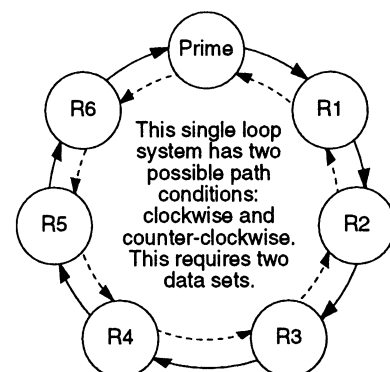 Prime
R6
R1
This single loop
system has two
possible path
conditions:
clockwise and
counter-clockwise.
This requires two
data sets.
R5
R2
R4
R3